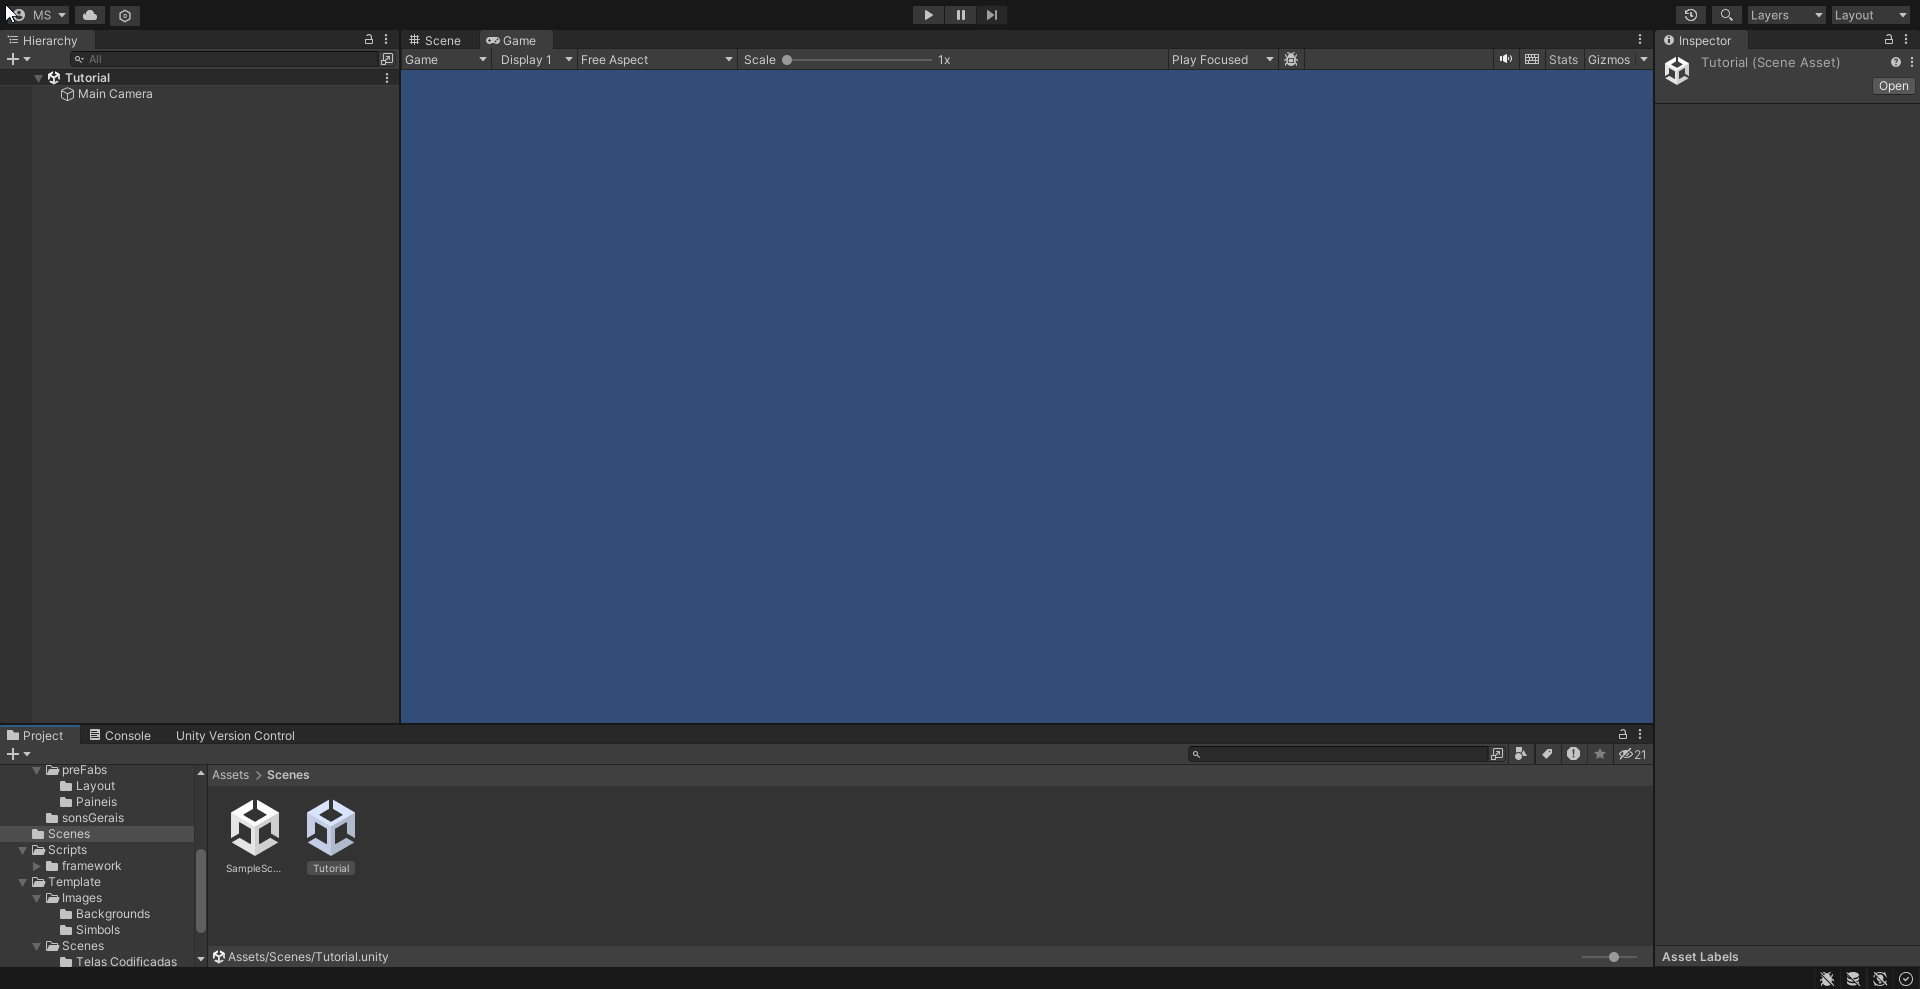 MS Layers Layout
Hierarchy Scene Game Inspector
All Game Display 1 Free Aspect Scale 1x Play Focused Stats Gizmos Tutorial (Scene Asset)
Tutorial
Open
Main Camera
Project Console Unity Version Control
21
preFabs
Layout
Paineis
sonsGerais
Scenes
Scripts
framework
Template
Images
Backgrounds
Simbols
Scenes
Telas Codificadas
Assets > Scenes
SampleSc... Tutorial
Assets/Scenes/Tutorial.unity
Asset Labels